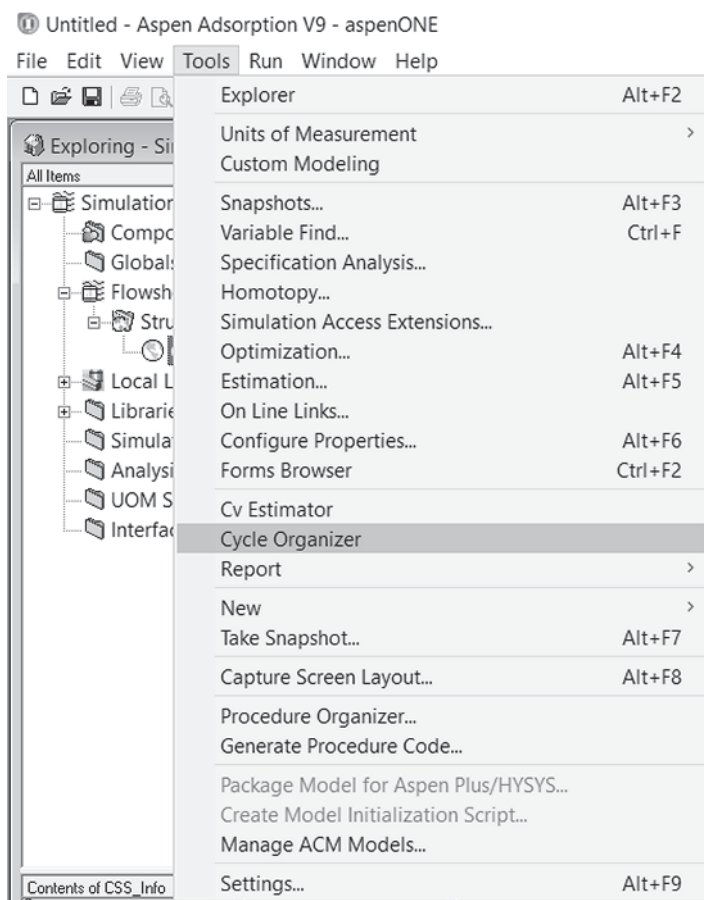 Untitled - Aspen Adsorption V9 - aspenONE
File Edit View Tools Run Window Help
Exploring - Si
All Items
Simulation
Compo
Globals
Flowsh
Stru
Local L
Librarie
Simula
Analysi
UOM S
Interfac
Contents of CSS_Info
Explorer Alt+F2
Units of Measurement >
Custom Modeling
Snapshots... Alt+F3
Variable Find... Ctrl+F
Specification Analysis...
Homotopy...
Simulation Access Extensions...
Optimization... Alt+F4
Estimation... Alt+F5
On Line Links...
Configure Properties... Alt+F6
Forms Browser Ctrl+F2
Cv Estimator
Cycle Organizer
Report >
New >
Take Snapshot... Alt+F7
Capture Screen Layout... Alt+F8
Procedure Organizer...
Generate Procedure Code...
Package Model for Aspen Plus/HYSYS...
Create Model Initialization Script...
Manage ACM Models...
Settings... Alt+F9